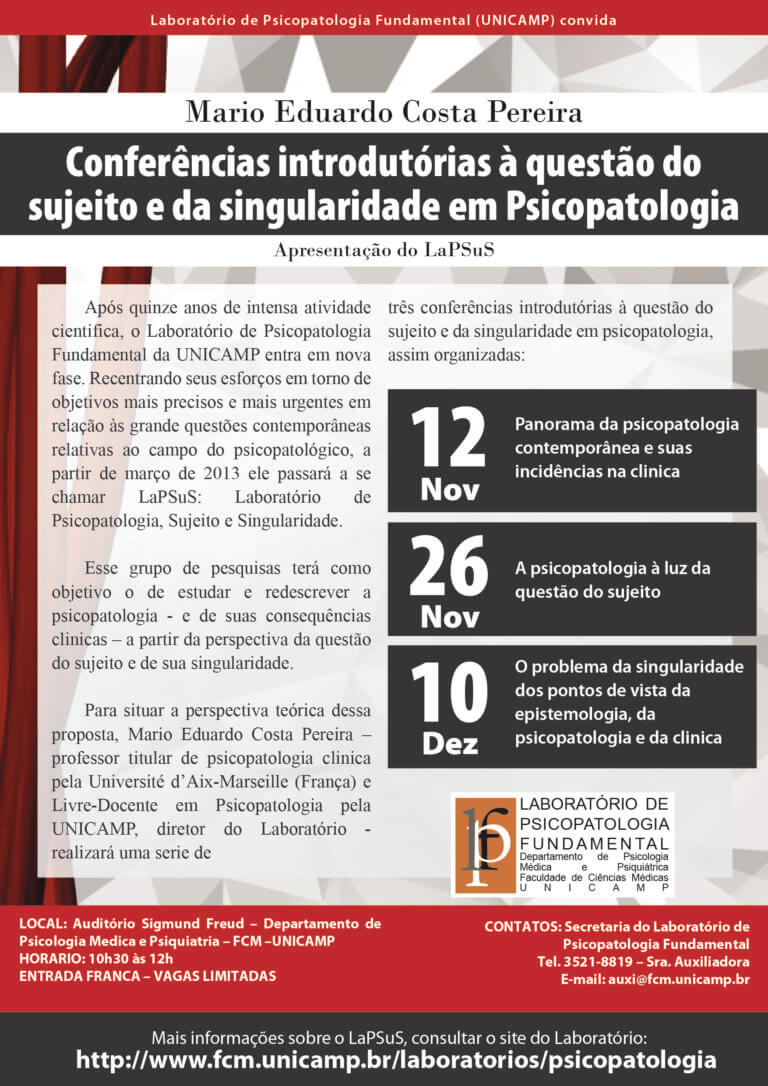 Laboratório de Psicopatologia Fundamental (UNICAMP) convida
Mario Eduardo Costa Pereira
Conferências introdutórias à questão do
sujeito e da singularidade em Psicopatologia
Apresentação do LaPSuS
Após quinze anos de intensa atividade
cientifica, o Laboratório de Psicopatologia
Fundamental da UNICAMP entra em nova
fase. Recentrando seus esforços em torno de
objetivos mais precisos e mais urgentes em
relação às grande questões contemporâneas
relativas ao campo do psicopatológico, a
partir de março de 2013 ele passará a se
chamar LaPSuS: Laboratório de
Psicopatologia, Sujeito e Singularidade.
Esse grupo de pesquisas terá como
objetivo o de estudar e redescrever a
psicopatologia - e de suas consequências
clinicas – a partir da perspectiva da questão
do sujeito e de sua singularidade.
Para situar a perspectiva teórica dessa
proposta, Mario Eduardo Costa Pereira –
professor titular de psicopatologia clinica
pela Université d’Aix-Marseille (França) e
Livre-Docente em Psicopatologia pela
UNICAMP, diretor do Laboratório -
realizará uma serie de
três conferências introdutórias à questão do
sujeito e da singularidade em psicopatologia,
assim organizadas:
12
Nov
Panorama da psicopatologia
contemporânea e suas
incidências na clinica
26
Nov
A psicopatologia à luz da
questão do sujeito
10
Dez
O problema da singularidade
dos pontos de vista da
epistemologia, da
psicopatologia e da clinica
pf
LABORATÓRIO DE
PSICOPATOLOGIA
FUNDAMENTAL
Departamento de Psicologia
Médica e Psiquiátrica
Faculdade de Ciências Médicas
UNICAMP
LOCAL: Auditório Sigmund Freud – Departamento de
Psicologia Medica e Psiquiatria – FCM –UNICAMP
HORARIO: 10h30 às 12h
ENTRADA FRANCA – VAGAS LIMITADAS
CONTATOS: Secretaria do Laboratório de
Psicopatologia Fundamental
Tel. 3521-8819 – Sra. Auxiliadora
E-mail: auxi@fcm.unicamp.br
Mais informações sobre o LaPSuS, consultar o site do Laboratório:
http://www.fcm.unicamp.br/laboratorios/psicopatologia